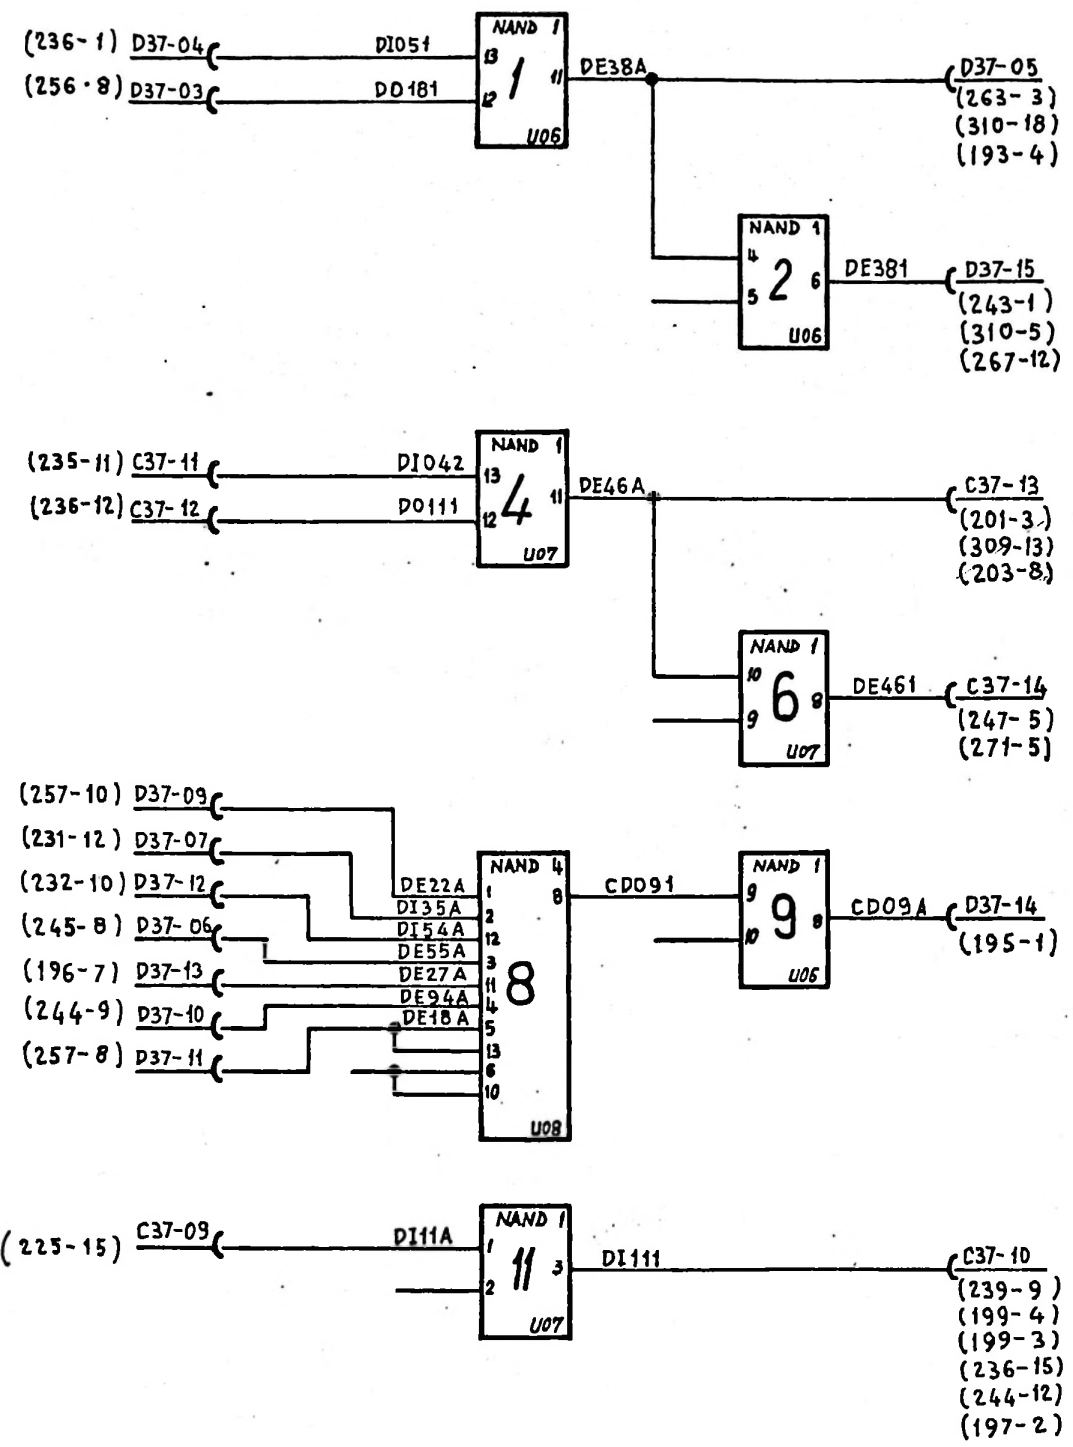 NAND 1
(236-1) D37-04 DI051 13
1 11 DE38A D37-05
(256-8) D37-03 DO181 12
(263-3)
U06 (310-18)
(193-4)
NAND 1
4
2 6 DE381 D37-15
5 (243-1)
U06 (310-5)
(267-12)
NAND 1
(235-11) C37-11 DI042 13
4 11 DE46A C37-13
(236-12) C37-12 DO111 12
(201-3)
U07 (309-13)
(203-8)
NAND 1
10
6 8 DE461 C37-14
9 (247-5)
U07 (271-5)
(257-10) D37-09
(231-12) D37-07
NAND 4 NAND 1
(232-10) D37-12 DE22A 1 8 CD091 9
DI35A 2 9 8 CD09A D37-14
(245-8) D37-06 DI54A 12 10
DE55A 3 (195-1)
(196-7) D37-13 DE27A 11 8 U06
DE94A 4
(244-9) D37-10 DE18A 5
13
(257-8) D37-11 6
10
U08
NAND 1
(225-15) C37-09 DI11A 1
11 3 DI111 C37-10
2 (239-9)
U07 (199-4)
(199-3)
(236-15)
(244-12)
(197-2)